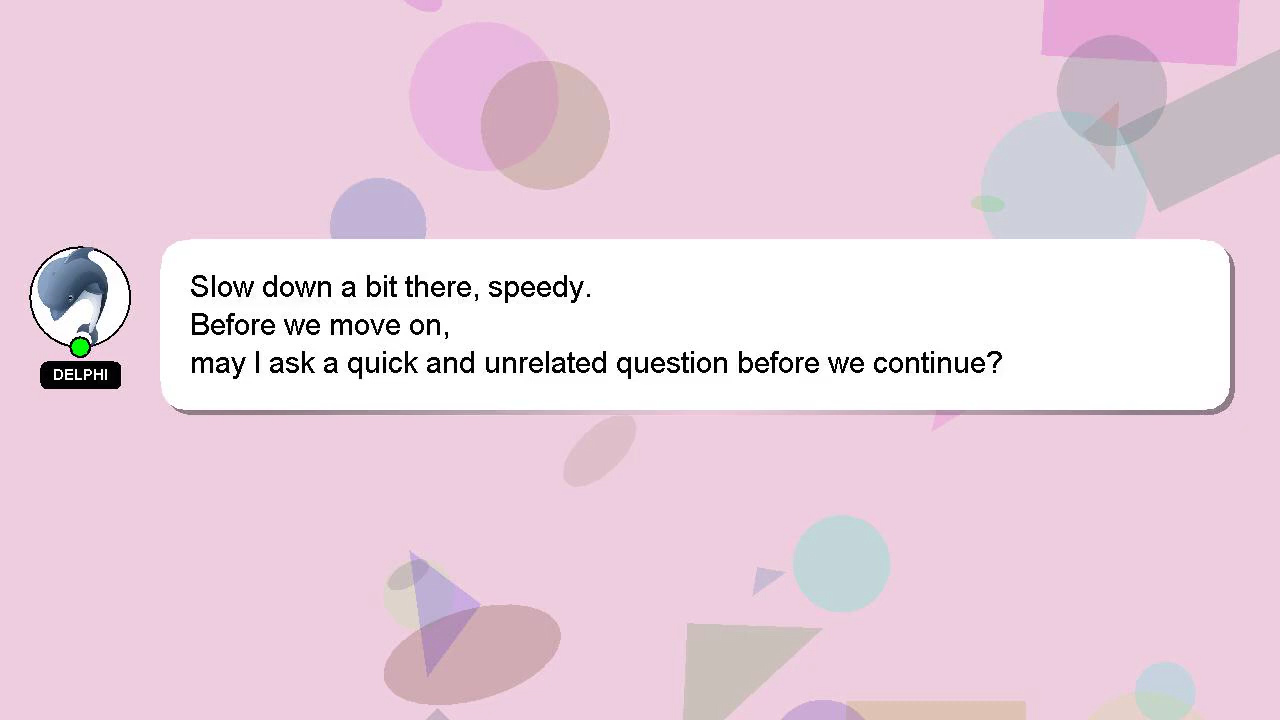 Slow down a bit there, speedy.
Before we move on,
may I ask a quick and unrelated question before we continue?
DELPHI